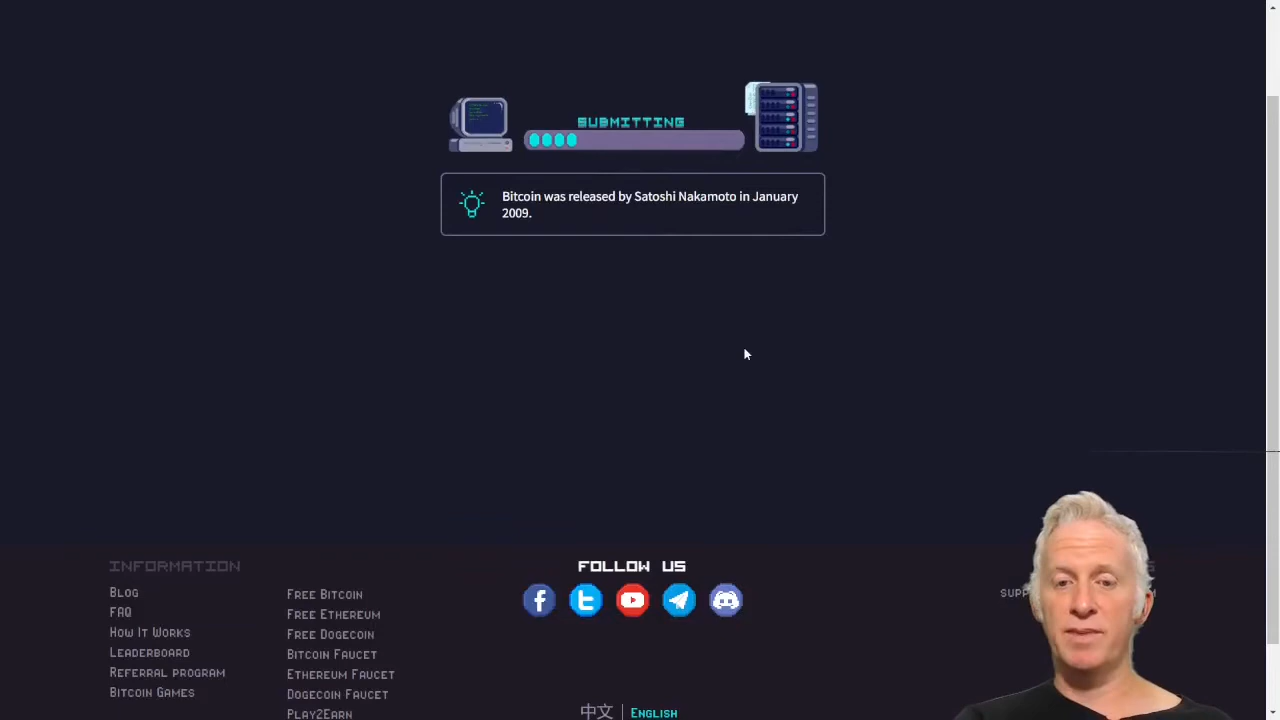 SUBMITTING
Bitcoin was released by Satoshi Nakamoto in January
2009.
INFORMATION
Blog
FAQ
How It Works
Leaderboard
Referral program
Bitcoin Games
Free Bitcoin
Free Ethereum
Free Dogecoin
Bitcoin Faucet
Ethereum Faucet
Dogecoin Faucet
Play2Earn
FOLLOW US
中文 | English